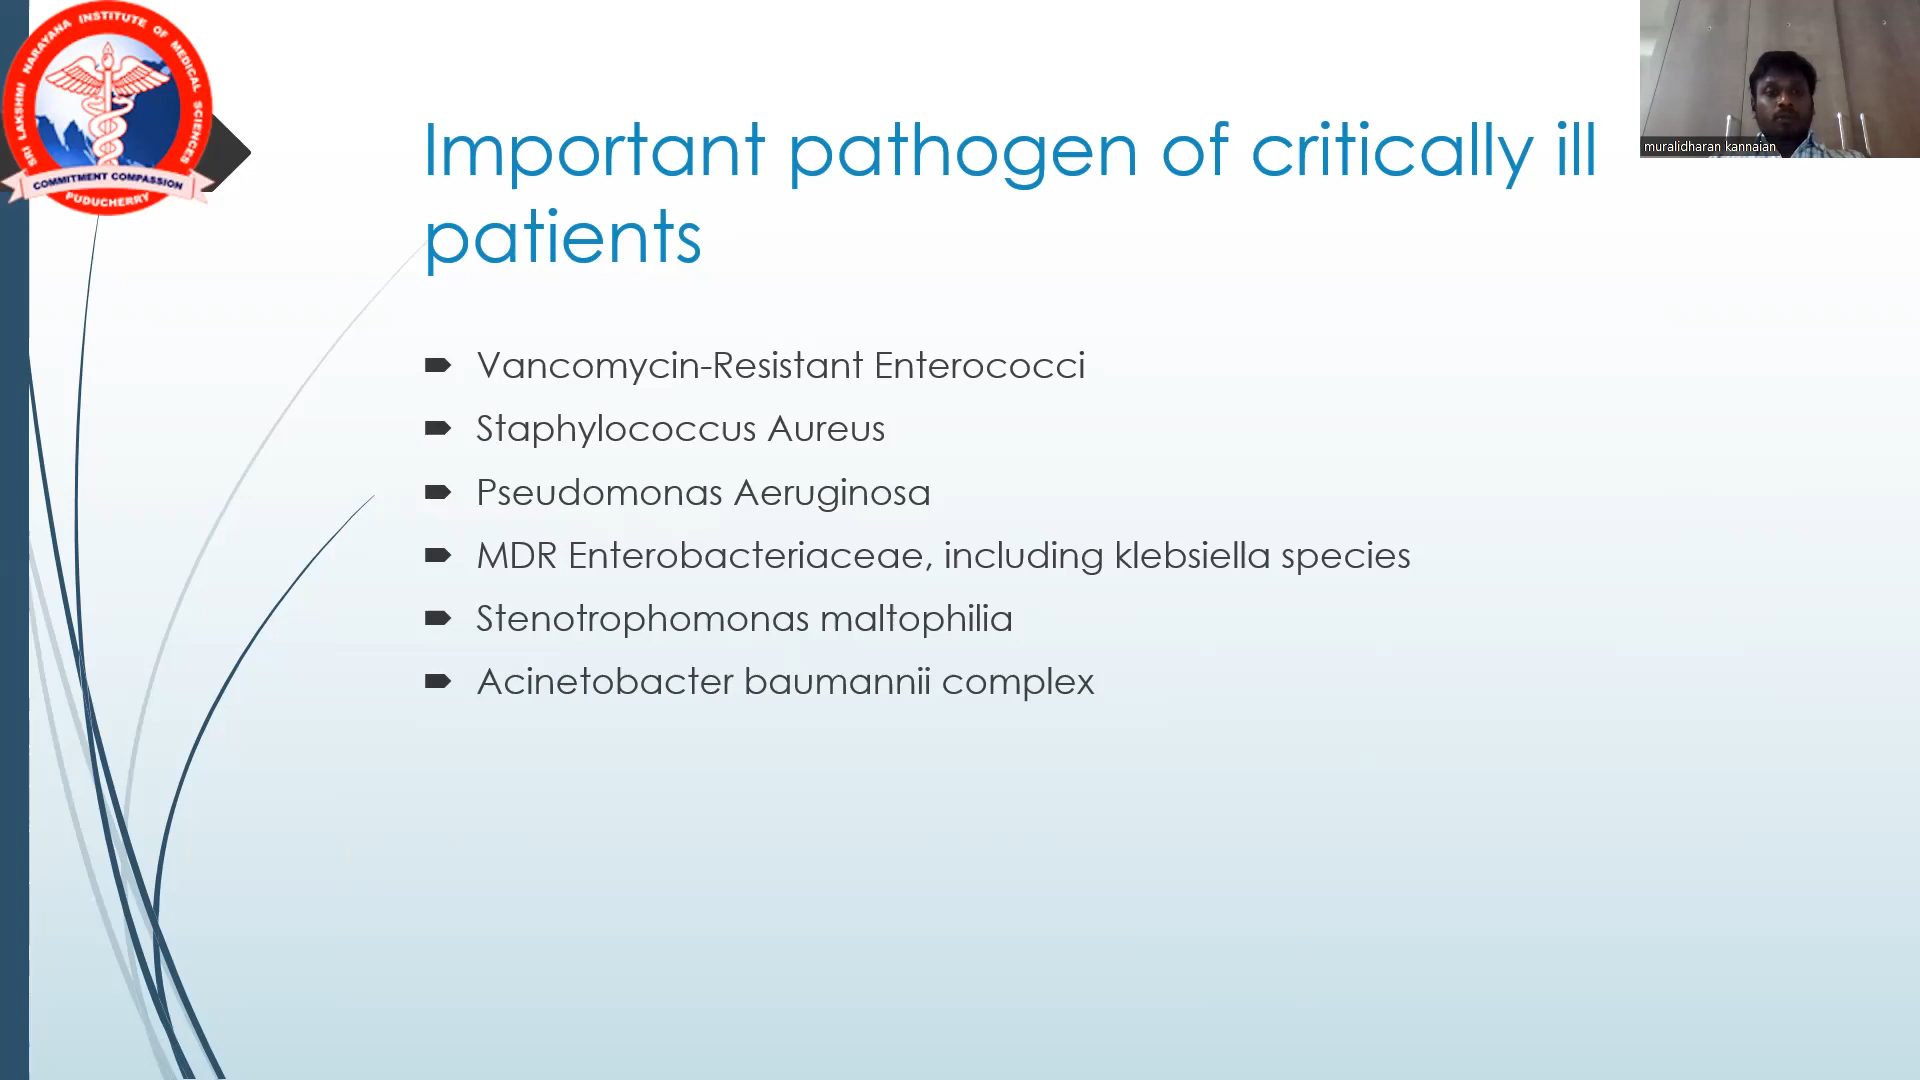 SRI LAKSHMI NARAYANA INSTITUTE OF MEDICAL SCIENCES
COMMITMENT COMPASSION
PUDUCHERRY
muralidharan kannaian
Important pathogen of critically ill
patients
Vancomycin-Resistant Enterococci
Staphylococcus Aureus
Pseudomonas Aeruginosa
MDR Enterobacteriaceae, including klebsiella species
Stenotrophomonas maltophilia
Acinetobacter baumannii complex